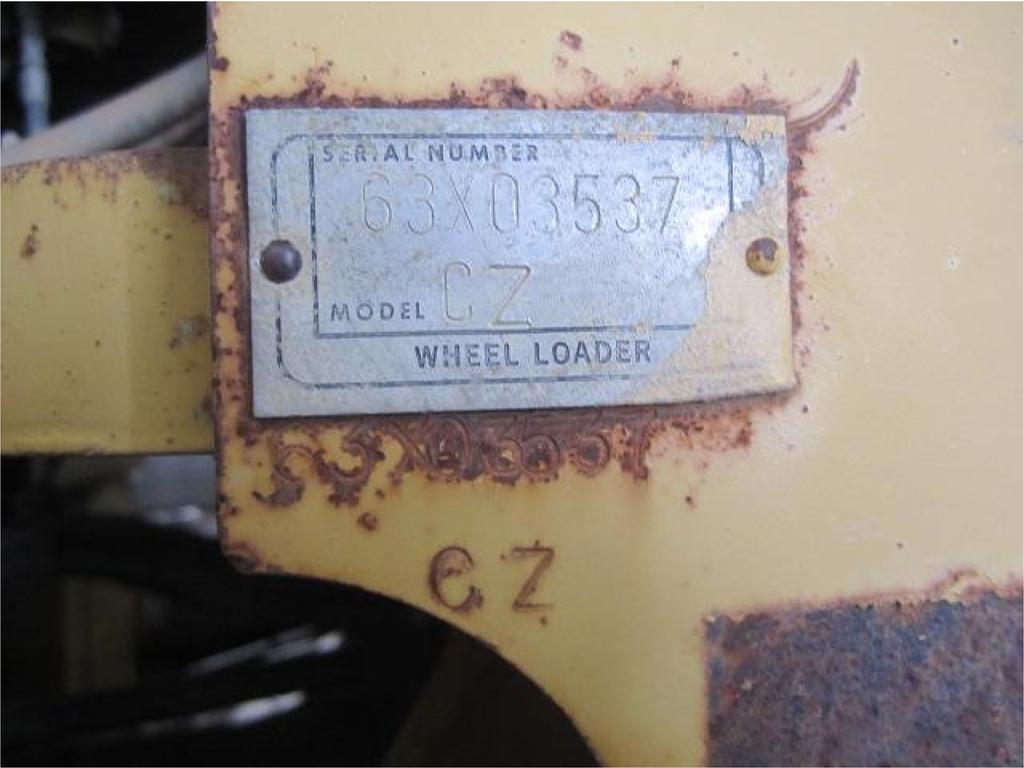 SERIAL NUMBER
63X03537
MODEL CZ
WHEEL LOADER
CZ